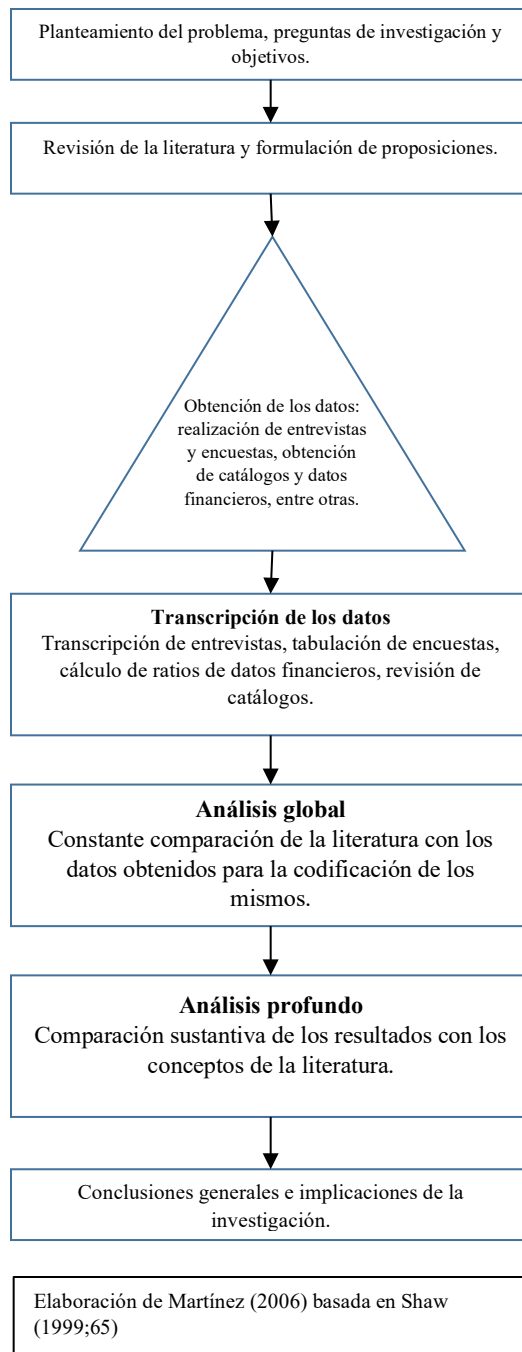 Planteamiento del problema, preguntas de investigación y
objetivos.
Revisión de la literatura y formulación de proposiciones.
Obtención de los datos:
realización de entrevistas
y encuestas, obtención
de catálogos y datos
financieros, entre otras.
Transcripción de los datos
Transcripción de entrevistas, tabulación de encuestas,
cálculo de ratios de datos financieros, revisión de
catálogos.
Análisis global
Constante comparación de la literatura con los
datos obtenidos para la codificación de los
mismos.
Análisis profundo
Comparación sustantiva de los resultados con los
conceptos de la literatura.
Conclusiones generales e implicaciones de la
investigación.
Elaboración de Martínez (2006) basada en Shaw
(1999;65)